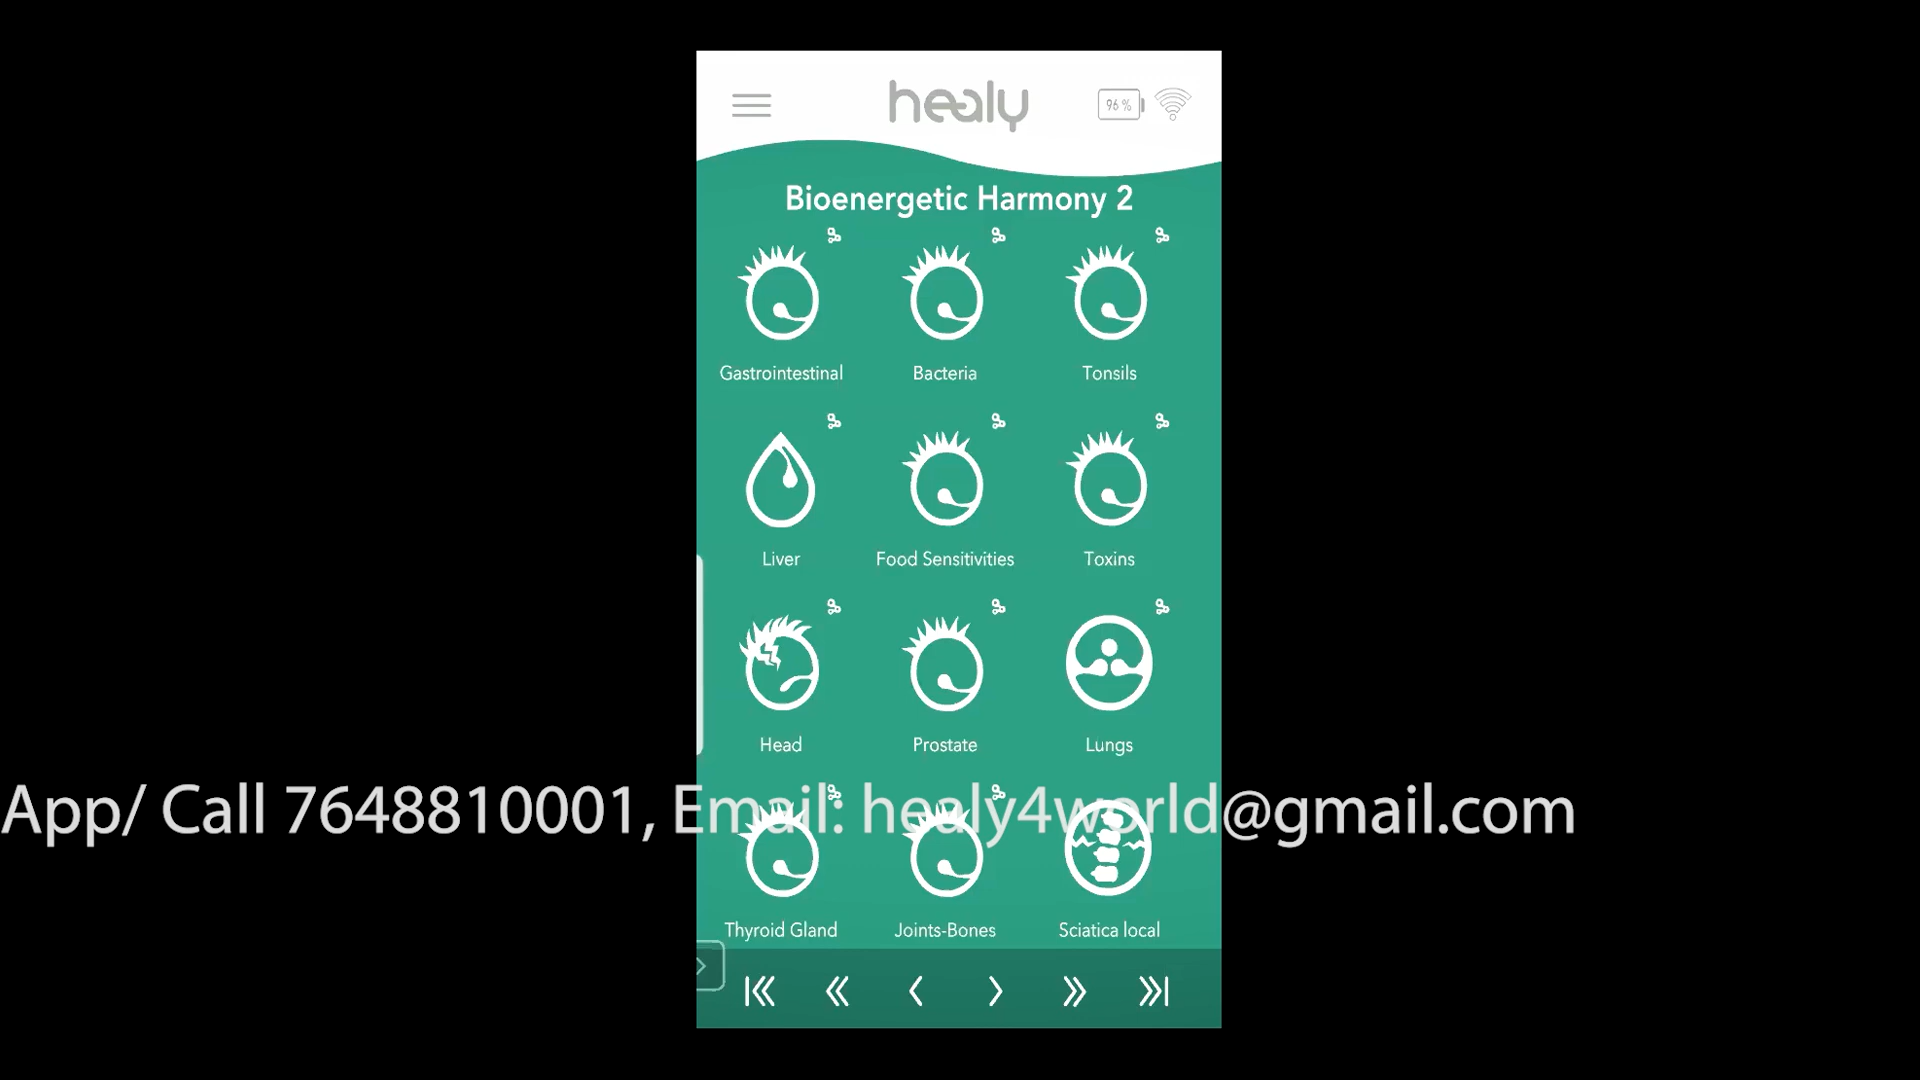 healy
96 %
Bioenergetic Harmony 2
Gastrointestinal
Bacteria
Tonsils
Liver
Food Sensitivities
Toxins
Head
Prostate
Lungs
App/ Call 7648810001, Email: healy4world@gmail.com
Thyroid Gland
Joints-Bones
Sciatica local